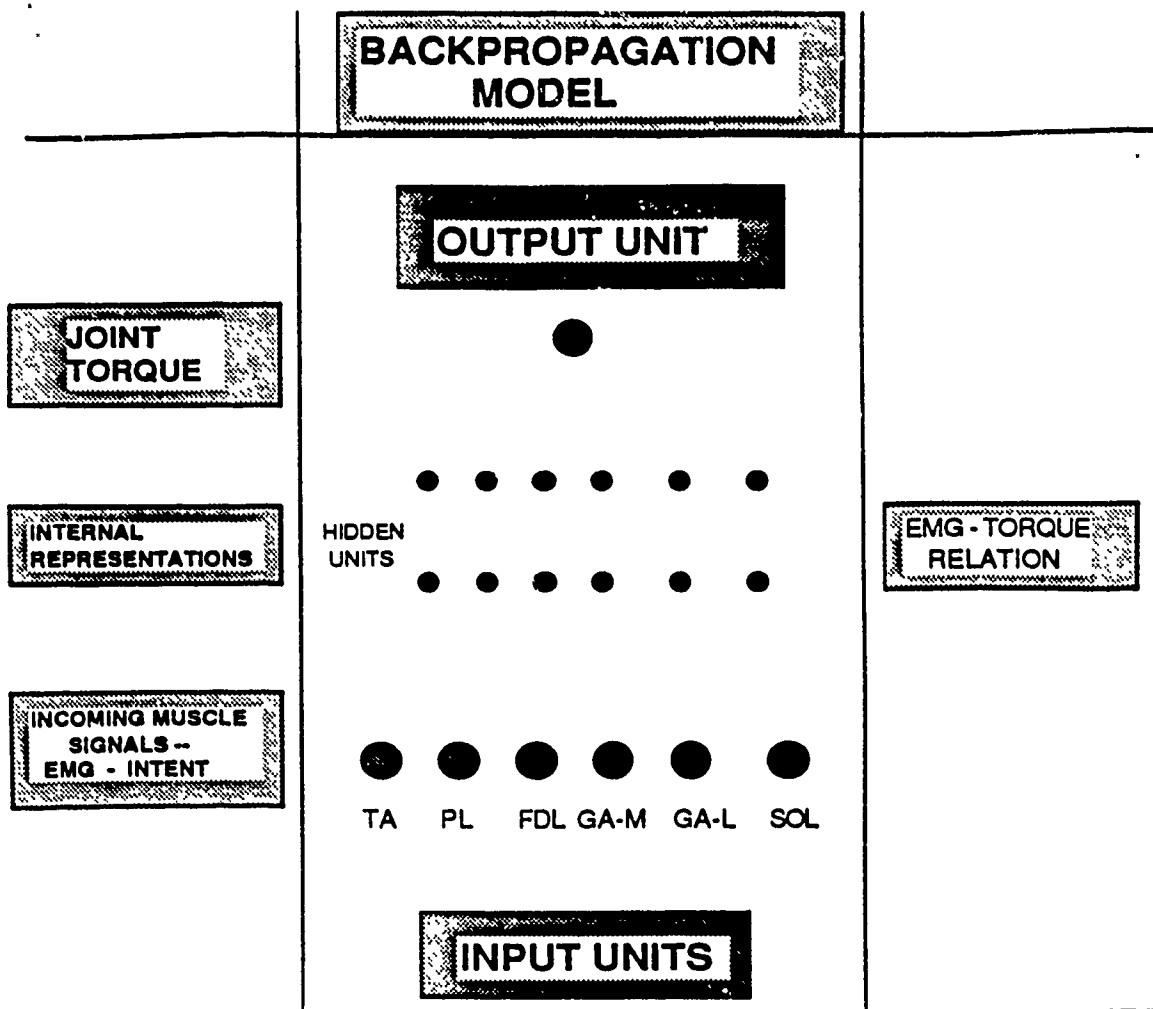 BACKPROPAGATION
MODEL
OUTPUT UNIT
JOINT
TORQUE
INTERNAL
REPRESENTATIONS
HIDDEN
UNITS
EMG - TORQUE
RELATION
INCOMING MUSCLE
SIGNALS --
EMG - INTENT
TA PL FDL GA-M GA-L SOL
INPUT UNITS